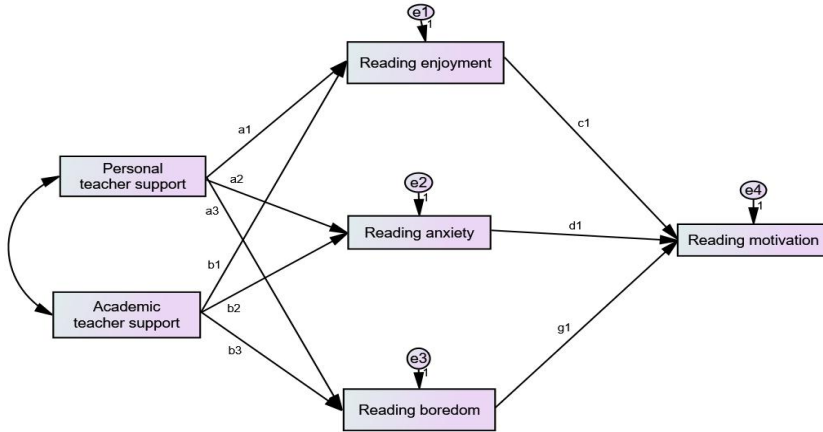 e1
1
Reading enjoyment
a1
c1
Personal
teacher support
a2
e2
1
e4
1
a3
Reading anxiety
d1
Reading motivation
b1
Academic
teacher support
b2
g1
b3
e3
1
Reading boredom